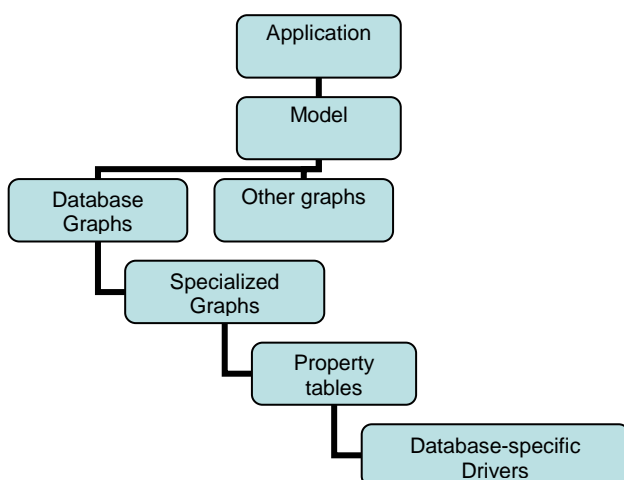 Application
Model
Database
Graphs
Other graphs
Specialized
Graphs
Property
tables
Database-specific
Drivers